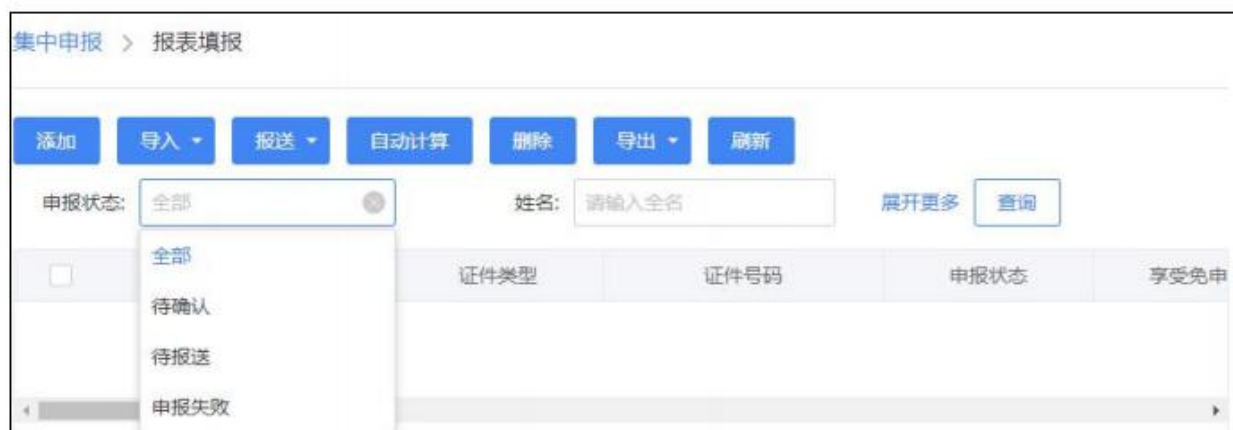 集中申报 > 报表填报
添加 导入 报送 自动计算 删除 导出 刷新
申报状态: 全部 姓名: 请输入全名 展开更多 查询
证件类型 证件号码 申报状态 享受免申
全部
待确认
待报送
申报失败